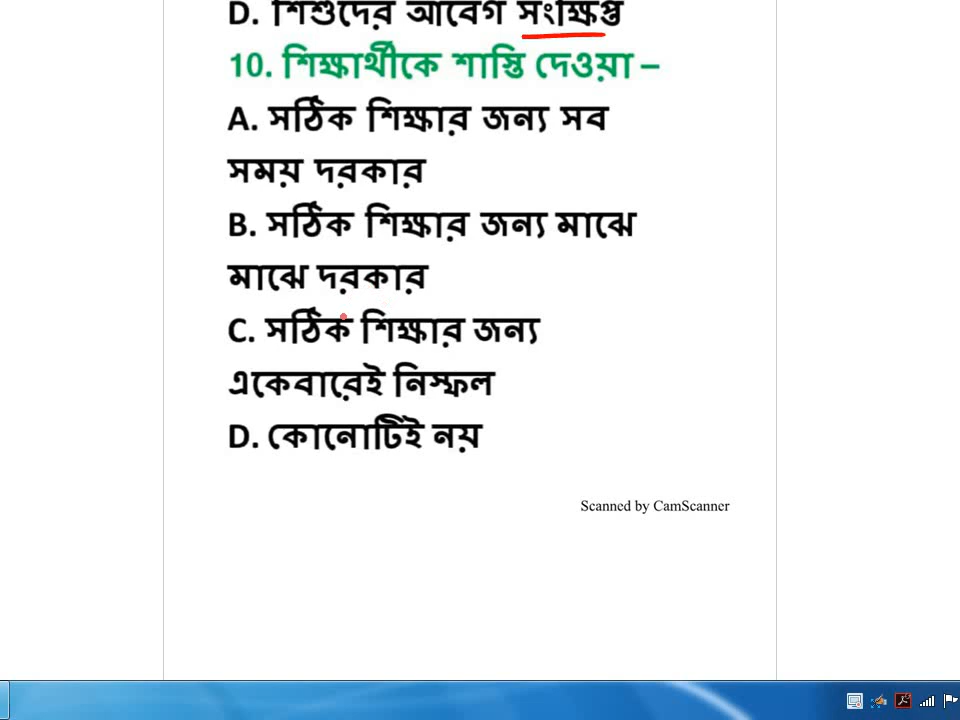 D. শিশুদের আবেগ সংক্ষিপ্ত
10. শিক্ষার্থীকে শাস্তি দেওয়া –
A. সঠিক শিক্ষার জন্য সব
সময় দরকার
B. সঠিক শিক্ষার জন্য মাঝে
মাঝে দরকার
C. সঠিক শিক্ষার জন্য
একেবারেই নিস্ফল
D. কোনোটিই নয়
Scanned by CamScanner